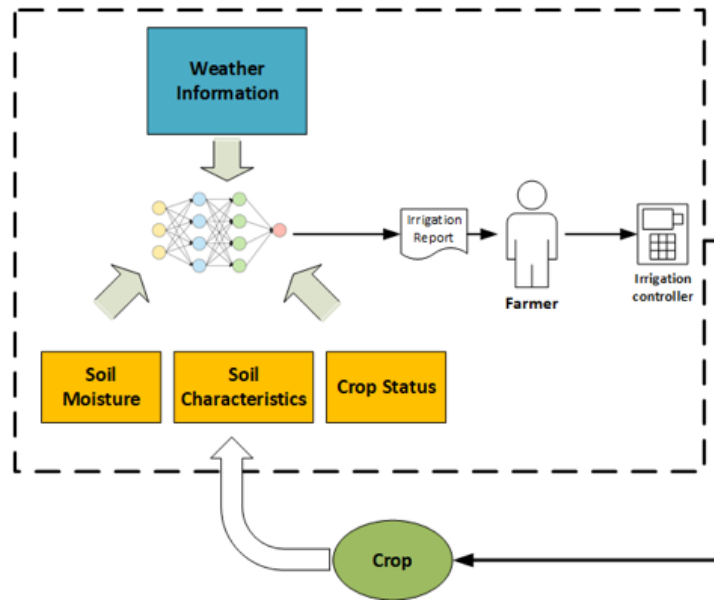 Weather
Information
Irrigation
Report
Farmer
Irrigation
controller
Soil
Moisture
Soil
Characteristics
Crop Status
Crop